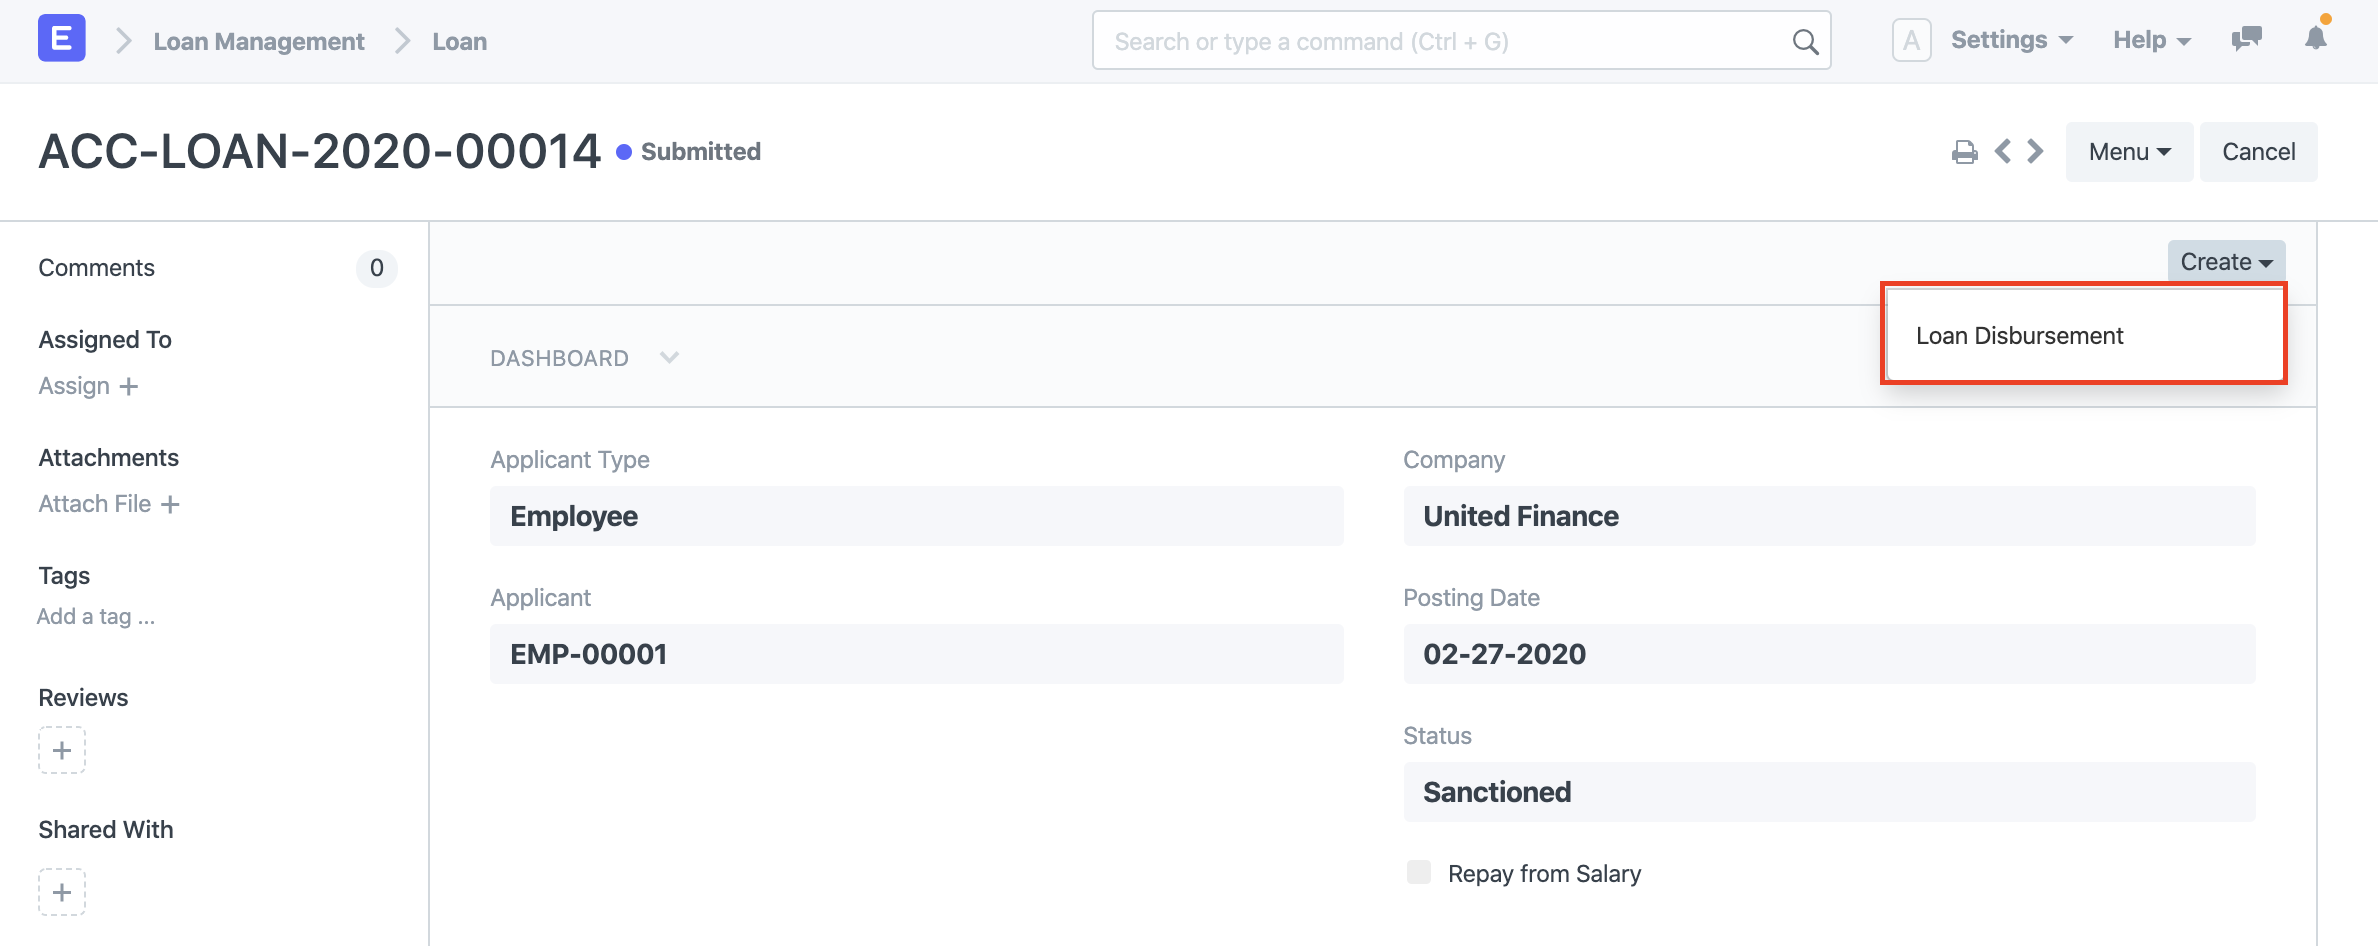 E Loan Management Loan Search or type a command (Ctrl + G) A Settings Help
ACC-LOAN-2020-00014 Submitted Menu Cancel
Comments 0
Create
Loan Disbursement
Assigned To
Assign +
DASHBOARD
Attachments
Attach File +
Tags
Add a tag ...
Reviews
+
Shared With
+
Applicant Type
Employee
Applicant
EMP-00001
Company
United Finance
Posting Date
02-27-2020
Status
Sanctioned
Repay from Salary